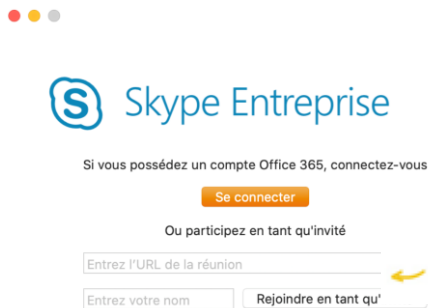 Skype Entreprise
Si vous possédez un compte Office 365, connectez-vous
Se connecter
Ou participez en tant qu'invité
Entrez l'URL de la réunion
Entrez votre nom
Rejoindre en tant qu'